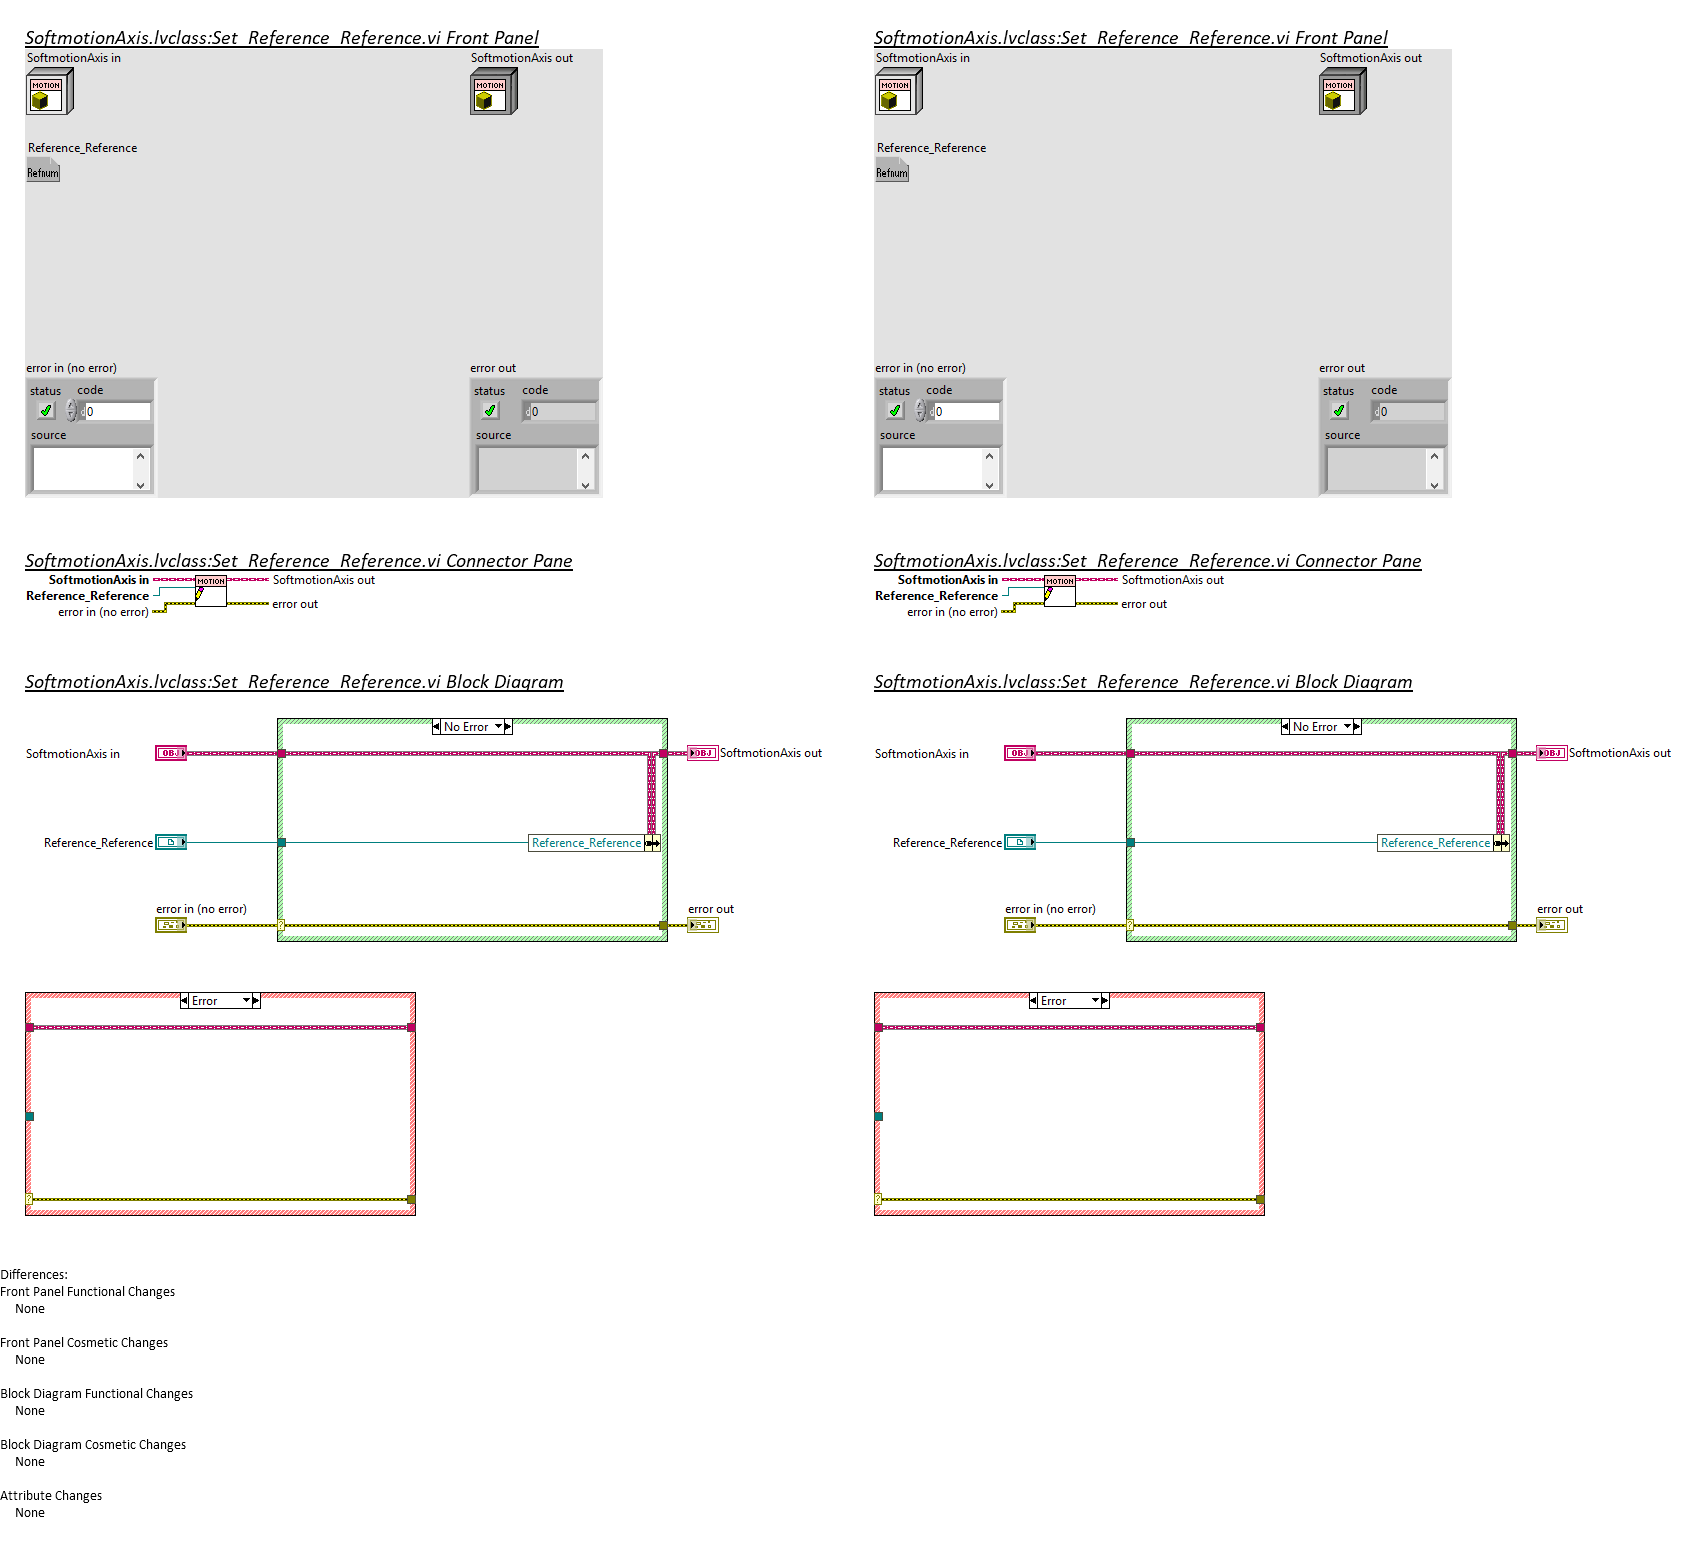 SoftmotionAxis.lvclass:Set_Reference_Reference.vi Front Panel
SoftmotionAxis in
SoftmotionAxis out
MOTION
MOTION
Reference_Reference
Refnum
error in (no error)
error out
status code
status code
0
0
source
source
SoftmotionAxis.lvclass:Set_Reference_Reference.vi Connector Pane
SoftmotionAxis in
MOTION
SoftmotionAxis out
Reference_Reference
error in (no error)
error out
SoftmotionAxis.lvclass:Set_Reference_Reference.vi Block Diagram
No Error
SoftmotionAxis in
OBJ
OBJ
SoftmotionAxis out
Reference_Reference
Reference_Reference
error in (no error)
?
error out
Error
?
SoftmotionAxis.lvclass:Set_Reference_Reference.vi Front Panel
SoftmotionAxis in
SoftmotionAxis out
MOTION
MOTION
Reference_Reference
Refnum
error in (no error)
error out
status code
status code
0
0
source
source
SoftmotionAxis.lvclass:Set_Reference_Reference.vi Connector Pane
SoftmotionAxis in
MOTION
SoftmotionAxis out
Reference_Reference
error in (no error)
error out
SoftmotionAxis.lvclass:Set_Reference_Reference.vi Block Diagram
No Error
SoftmotionAxis in
OBJ
OBJ
SoftmotionAxis out
Reference_Reference
Reference_Reference
error in (no error)
?
error out
Error
?
Differences:
Front Panel Functional Changes
None
Front Panel Cosmetic Changes
None
Block Diagram Functional Changes
None
Block Diagram Cosmetic Changes
None
Attribute Changes
None